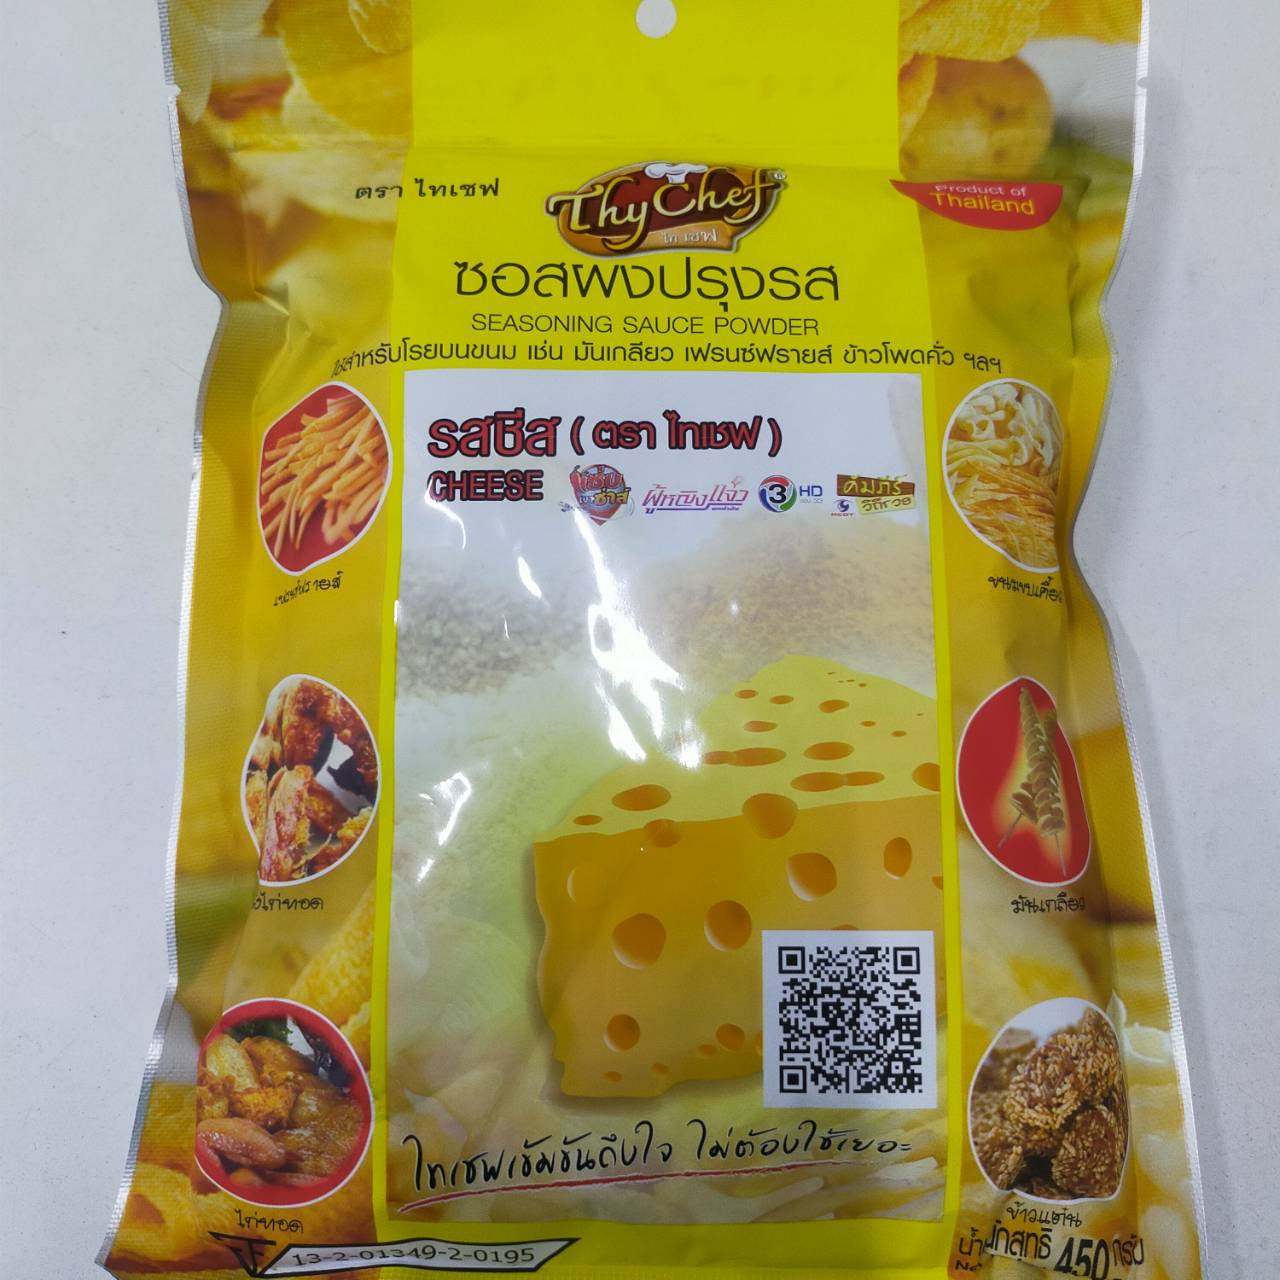 ตรา ไทเชฟ
Thy Chef®
ไท เชฟ
Product of
Thailand
ซอสผงปรุงรส
SEASONING SAUCE POWDER
ใช้สำหรับโรยบนขนม เช่น มันเกลียว เฟรนซ์ฟรายส์ ข้าวโพดคั่ว ฯลฯ
รสชีส ( ตรา ไทเชฟ )
CHEESE
ผู้หญิงแจ๋ว
3 HD
คัมภีร์
วิถีรวย
ขนมขบเคี้ยว
ไก่ทอด
มันเกลียว
ไทเชฟเข้มข้นถึงใจ ไม่ต้องใช้เยอะ
ไก่ทอด
ข้าวแต๋น
13-2-01349-2-0195
น้ำหนักสุทธิ 450 กรัม